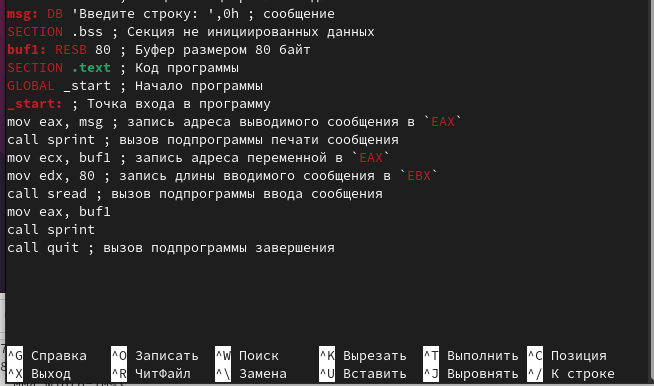 msg: DB 'Введите строку: ',0h ; сообщение
SECTION .bss ; Секция не инициированных данных
buf1: RESB 80 ; Буфер размером 80 байт
SECTION .text ; Код программы
GLOBAL _start ; Начало программы
_start: ; Точка входа в программу
mov eax, msg ; запись адреса выводимого сообщения в `EAX`
call sprint ; вызов подпрограммы печати сообщения
mov ecx, buf1 ; запись адреса переменной в `EAX`
mov edx, 80 ; запись длины вводимого сообщения в `EBX`
call sread ; вызов подпрограммы ввода сообщения
mov eax, buf1
call sprint
call quit ; вызов подпрограммы завершения
^G Справка ^O Записать ^W Поиск ^K Вырезать ^T Выполнить ^C Позиция
^X Выход ^R ЧитФайл ^\ Замена ^U Вставить ^J Выровнять ^/ К строке